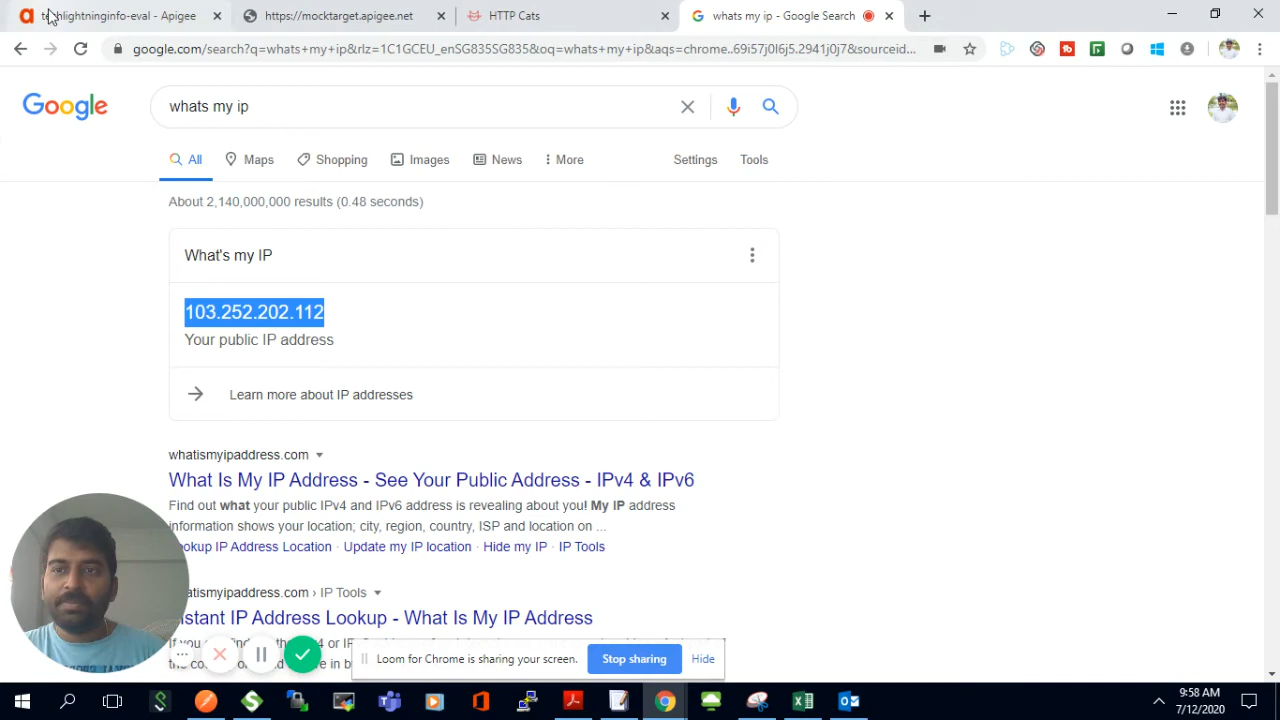 techlightninginfo-eval - Apigee
https://mocktarget.apigee.net
HTTP Cats
whats my ip - Google Search
google.com/search?q=whats+my+ip&rlz=1C1GCEU_enSG835SG835&oq=whats+my+ip&aqs=chrome..69i57j0l6j5.2941j0j7&sourceid...
Google
whats my ip
All
Maps
Shopping
Images
News
More
Settings
Tools
About 2,140,000,000 results (0.48 seconds)
What's my IP
103.252.202.112
Your public IP address
Learn more about IP addresses
whatismyipaddress.com
What Is My IP Address - See Your Public Address - IPv4 & IPv6
Find out what your public IPv4 and IPv6 address is revealing about you! My IP address
information shows your location; city, region, country, ISP and location on ...
Lookup IP Address Location · Update my IP location · Hide my IP · IP Tools
whatismyipaddress.com › IP Tools
Instant IP Address Lookup - What Is My IP Address
Loom for Chrome is sharing your screen.
Stop sharing
Hide
9:58 AM
7/12/2020